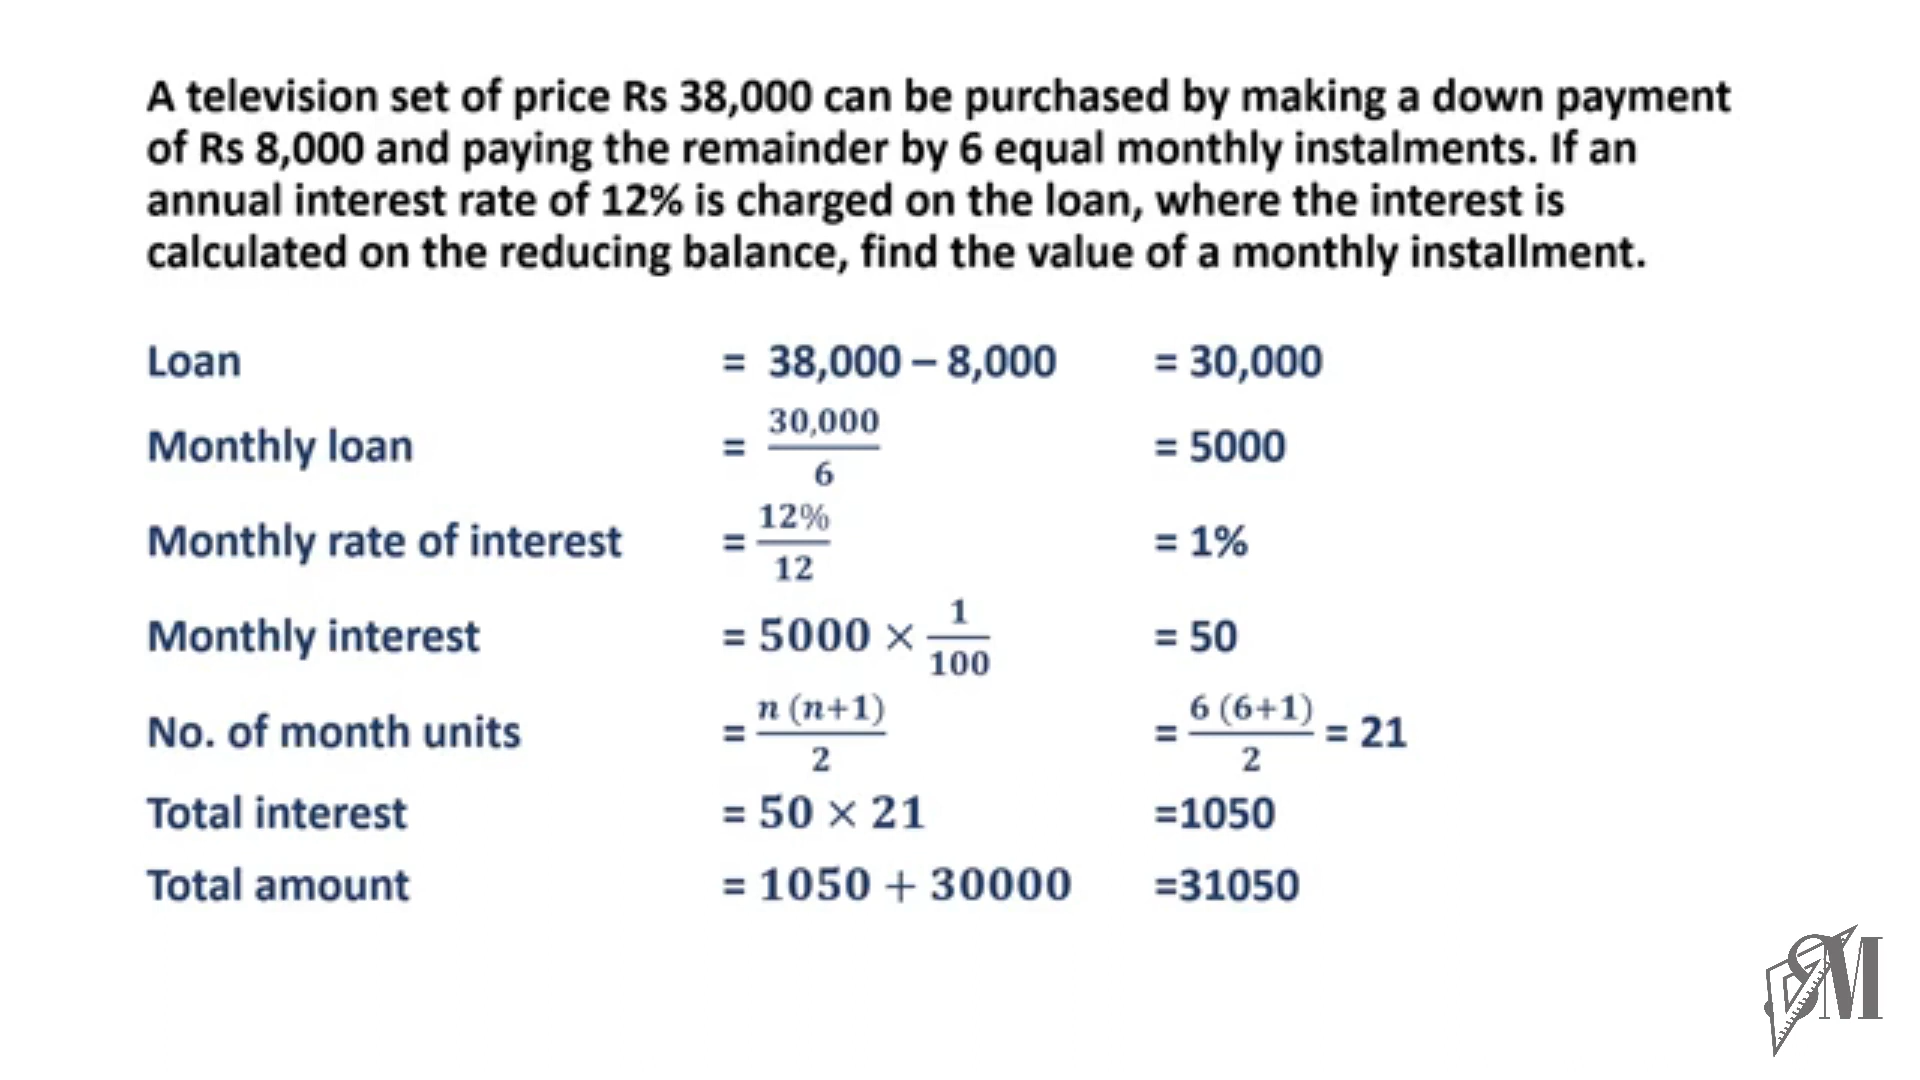 A television set of price Rs 38,000 can be purchased by making a down payment
of Rs 8,000 and paying the remainder by 6 equal monthly instalments. If an
annual interest rate of 12% is charged on the loan, where the interest is
calculated on the reducing balance, find the value of a monthly installment.
Loan = 38,000 – 8,000 = 30,000
Monthly loan = 30,000/6 = 5000
Monthly rate of interest = 12%/12 = 1%
Monthly interest = 5000 × 1/100 = 50
No. of month units = n (n+1)/2 = 6 (6+1)/2 = 21
Total interest = 50 × 21 =1050
Total amount = 1050 + 30000 =31050
SM